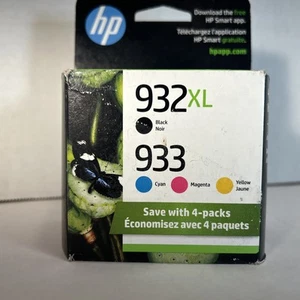 hp
Download the free
HP Smart app.
Téléchargez l'application
HP Smart gratuite.
hpapp.com
932XL
Black
Noir
933
Cyan
Magenta
Yellow
Jaune
Save with 4-packs
Économisez avec 4 paquets